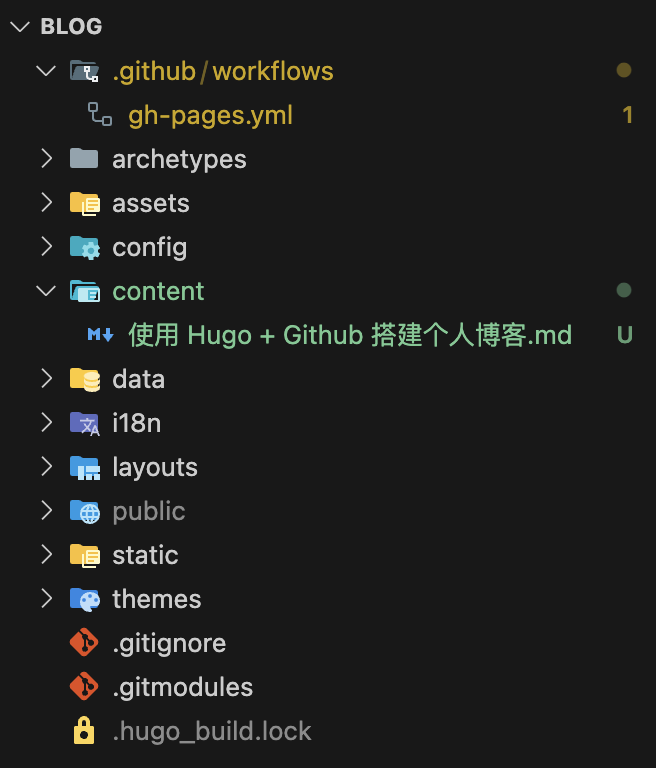 BLOG
.github/workflows
gh-pages.yml 1
archetypes
assets
config
content
使用 Hugo + Github 搭建个人博客.md U
data
i18n
layouts
public
static
themes
.gitignore
.gitmodules
.hugo_build.lock